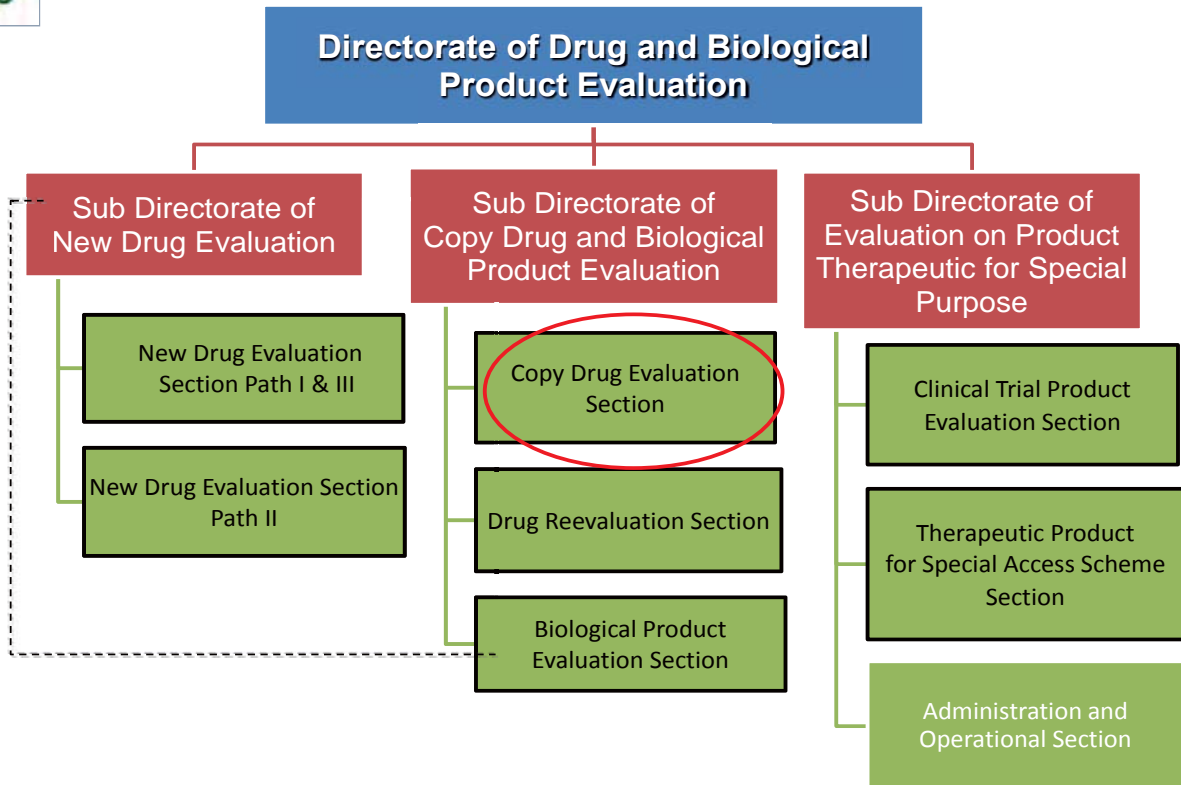 Directorate of Drug and Biological
Product Evaluation
Sub Directorate of
New Drug Evaluation
New Drug Evaluation
Section Path I & III
New Drug Evaluation Section
Path II
Sub Directorate of
Copy Drug and Biological
Product Evaluation
Copy Drug Evaluation
Section
Drug Reevaluation Section
Biological Product
Evaluation Section
Sub Directorate of
Evaluation on Product
Therapeutic for Special
Purpose
Clinical Trial Product
Evaluation Section
Therapeutic Product
for Special Access Scheme
Section
Administration and
Operational Section